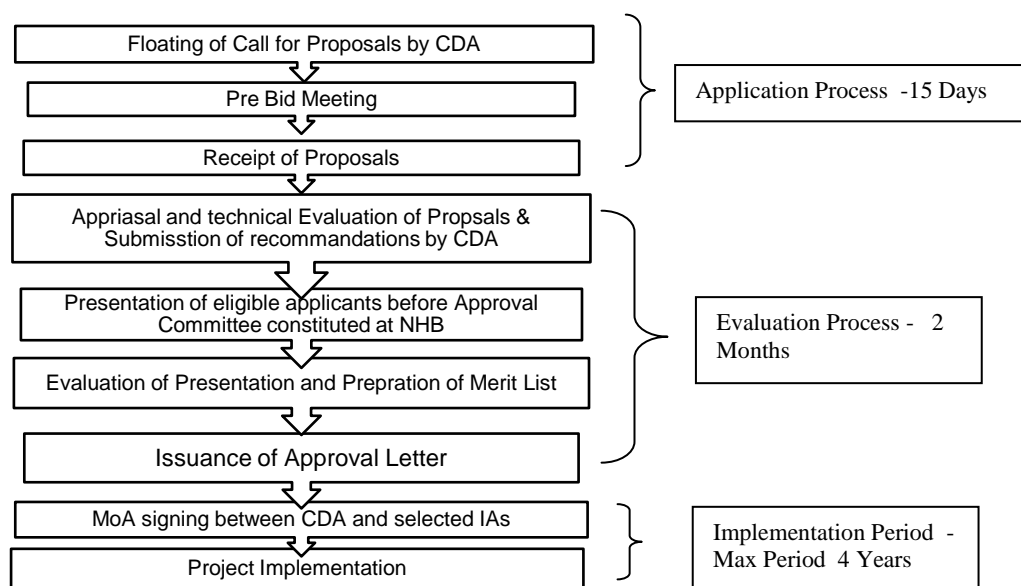 Floating of Call for Proposals by CDA
Pre Bid Meeting
Receipt of Proposals
Application Process -15 Days
Appriasal and technical Evaluation of Propsals &
Submisstion of recommandations by CDA
Presentation of eligible applicants before Approval
Committee constituted at NHB
Evaluation of Presentation and Prepration of Merit List
Issuance of Approval Letter
Evaluation Process - 2
Months
MoA signing between CDA and selected IAs
Project Implementation
Implementation Period -
Max Period 4 Years